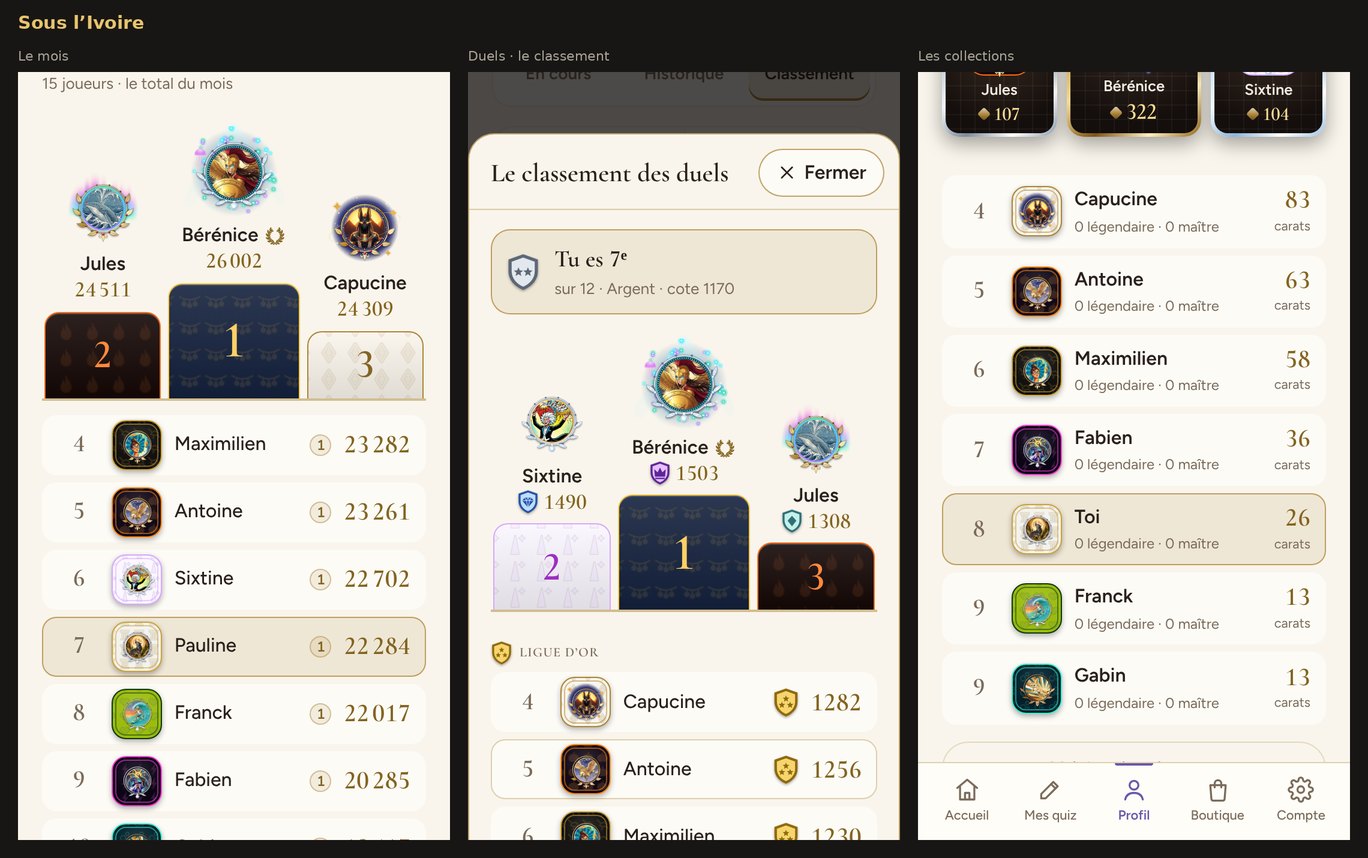 Sous l’Ivoire
Le mois
15 joueurs · le total du mois
Bérénice
26 002
Jules
24 511
Capucine
24 309
2
1
3
4 Maximilien 1 23 282
5 Antoine 1 23 261
6 Sixtine 1 22 702
7 Pauline 1 22 284
8 Franck 1 22 017
9 Fabien 1 20 285
Duels · le classement
En cours Historique Classement
Le classement des duels
Fermer
Tu es 7ᵉ
sur 12 · Argent · cote 1170
Bérénice
1503
Sixtine
1490
Jules
1308
2
1
3
LIGUE D’OR
4 Capucine 1282
5 Antoine 1256
6 Maximilien 1230
Les collections
Jules
107
Bérénice
322
Sixtine
104
4 Capucine 83
0 légendaire · 0 maître carats
5 Antoine 63
0 légendaire · 0 maître carats
6 Maximilien 58
0 légendaire · 0 maître carats
7 Fabien 36
0 légendaire · 0 maître carats
8 Toi 26
0 légendaire · 0 maître carats
9 Franck 13
0 légendaire · 0 maître carats
9 Gabin 13
0 légendaire · 0 maître carats
Accueil Mes quiz Profil Boutique Compte